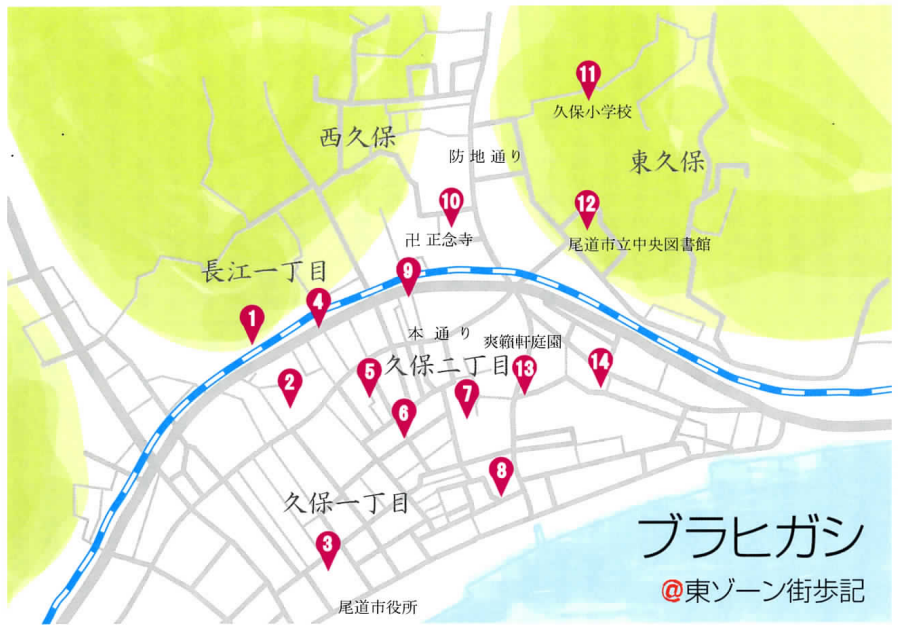 11
久保小学校
西久保
防地通り
東久保
10
12
卍 正念寺
尾道市立中央図書館
長江一丁目
9
4
1
本通り
爽籟軒庭園
久保二丁目
5
13
14
2
7
6
8
久保一丁目
3
ブラヒガシ
@東ゾーン街歩記
尾道市役所